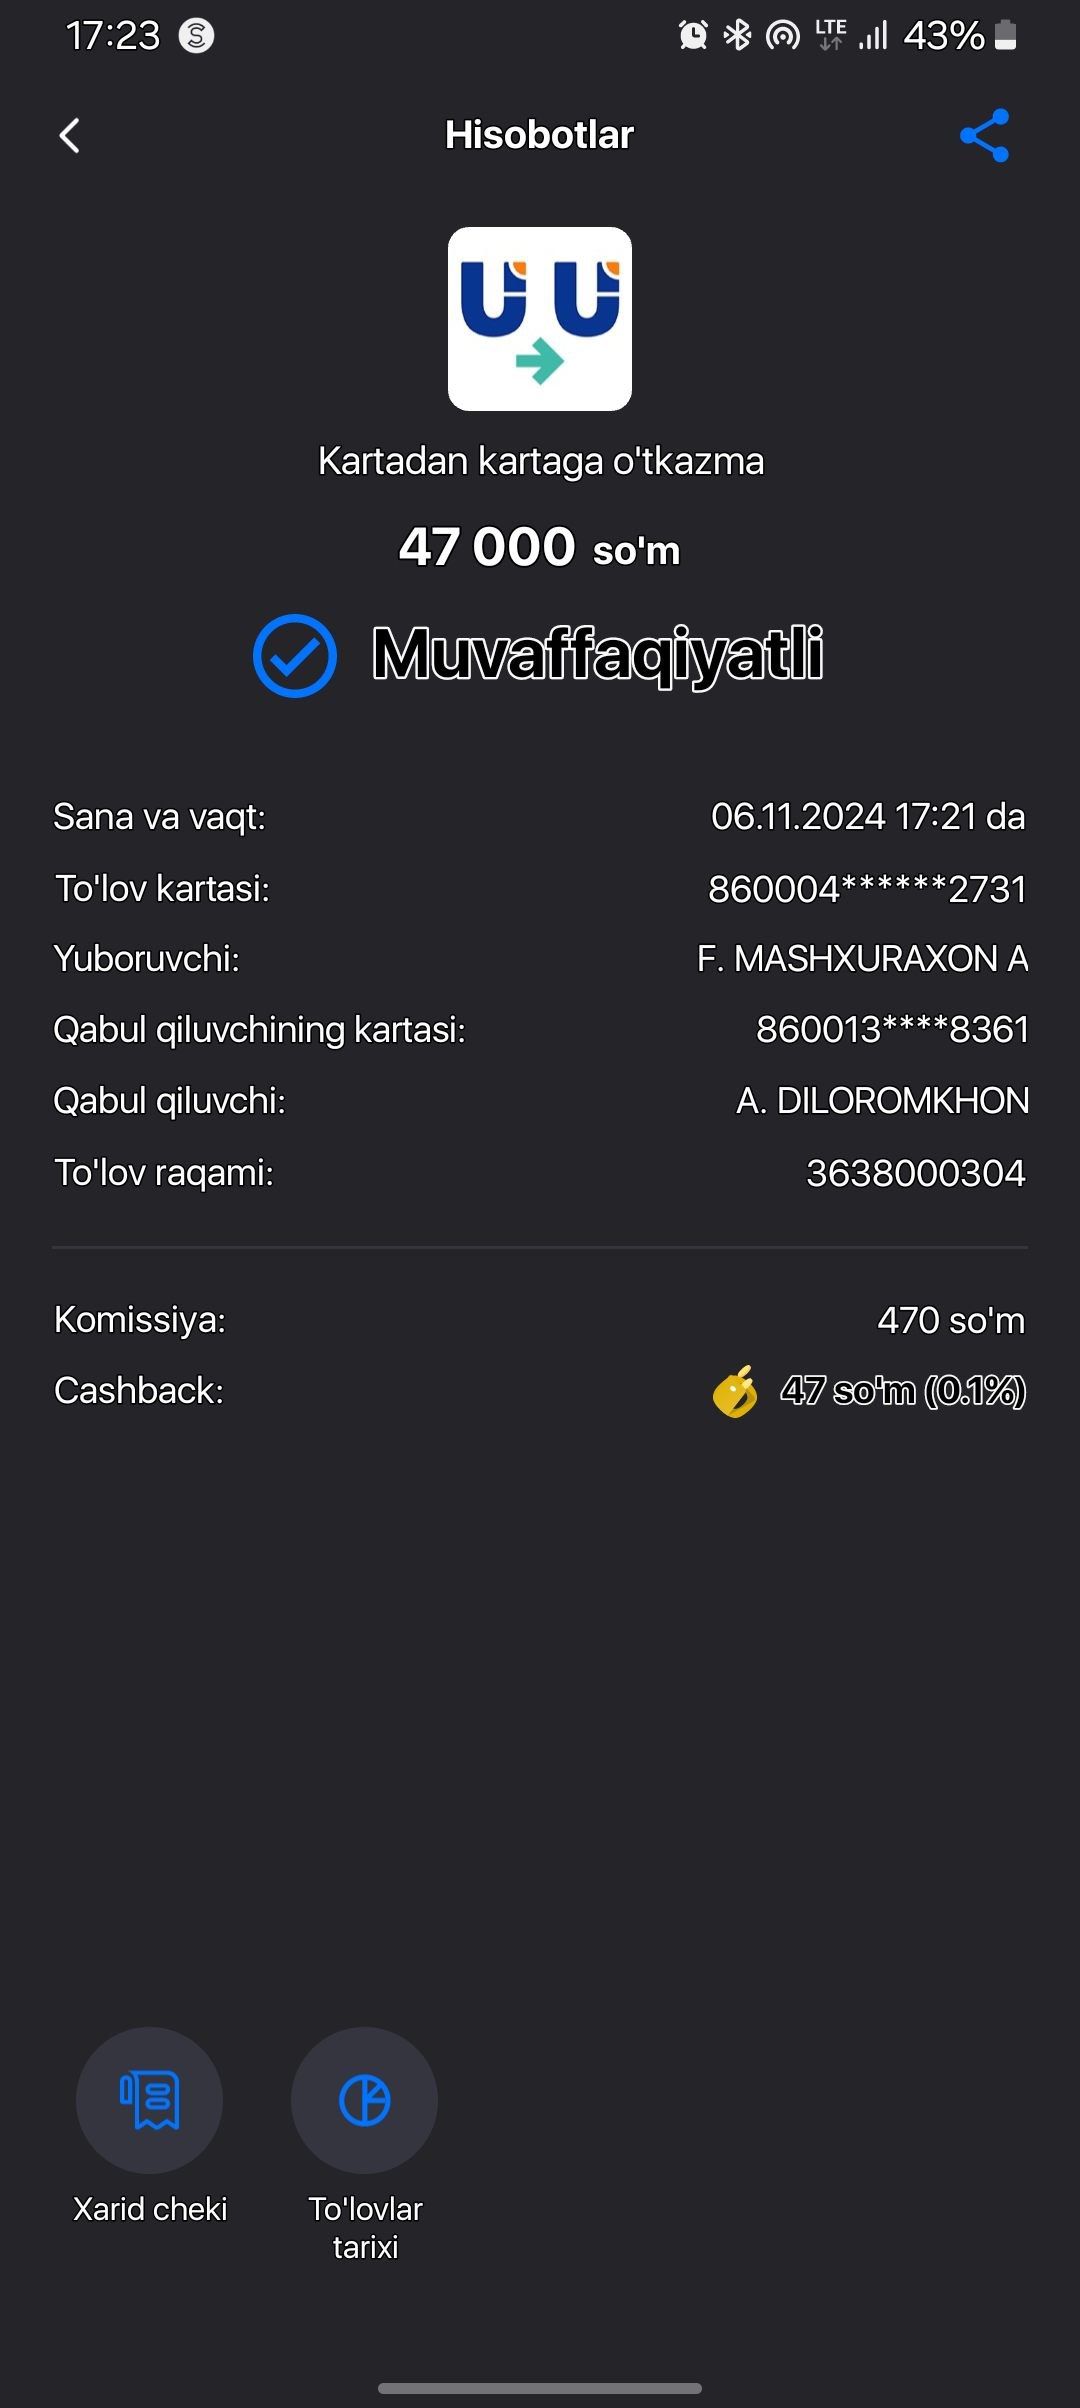 17:23 LTE 43%
Hisobotlar
Kartadan kartaga o'tkazma
47 000 so'm
Muvaffaqiyatli
Sana va vaqt: 06.11.2024 17:21 da
To'lov kartasi: 860004******2731
Yuboruvchi: F. MASHXURAXON A
Qabul qiluvchining kartasi: 860013****8361
Qabul qiluvchi: A. DILOROMKHON
To'lov raqami: 3638000304
Komissiya: 470 so'm
Cashback: 47 so'm (0.1%)
Xarid cheki
To'lovlar
tarixi